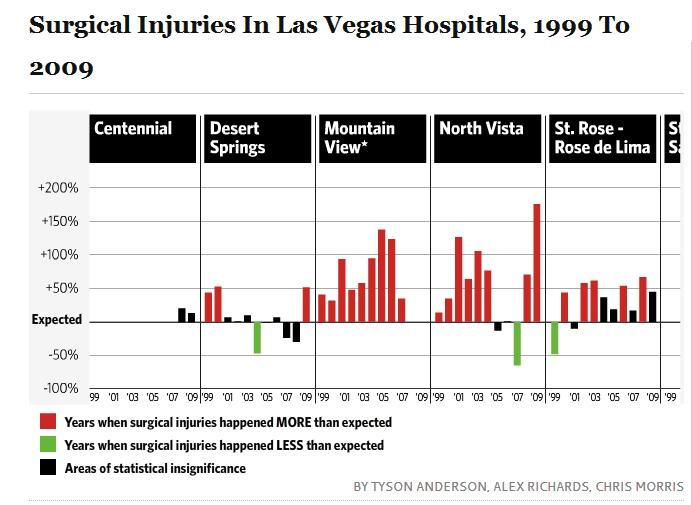 Surgical Injuries In Las Vegas Hospitals, 1999 To
2009
Centennial
Desert
Springs
Mountain
View*
North Vista
St. Rose -
Rose de Lima
St
Sa
+200%
+150%
+100%
+50%
Expected
-50%
-100%
'99 '01 '03 '05 '07 '09 '99 '01 '03 '05 '07 '09 '99 '01 '03 '05 '07 '09 '99 '01 '03 '05 '07 '09 '99 '01 '03 '05 '07 '09 '99
Years when surgical injuries happened MORE than expected
Years when surgical injuries happened LESS than expected
Areas of statistical insignificance
BY TYSON ANDERSON, ALEX RICHARDS, CHRIS MORRIS